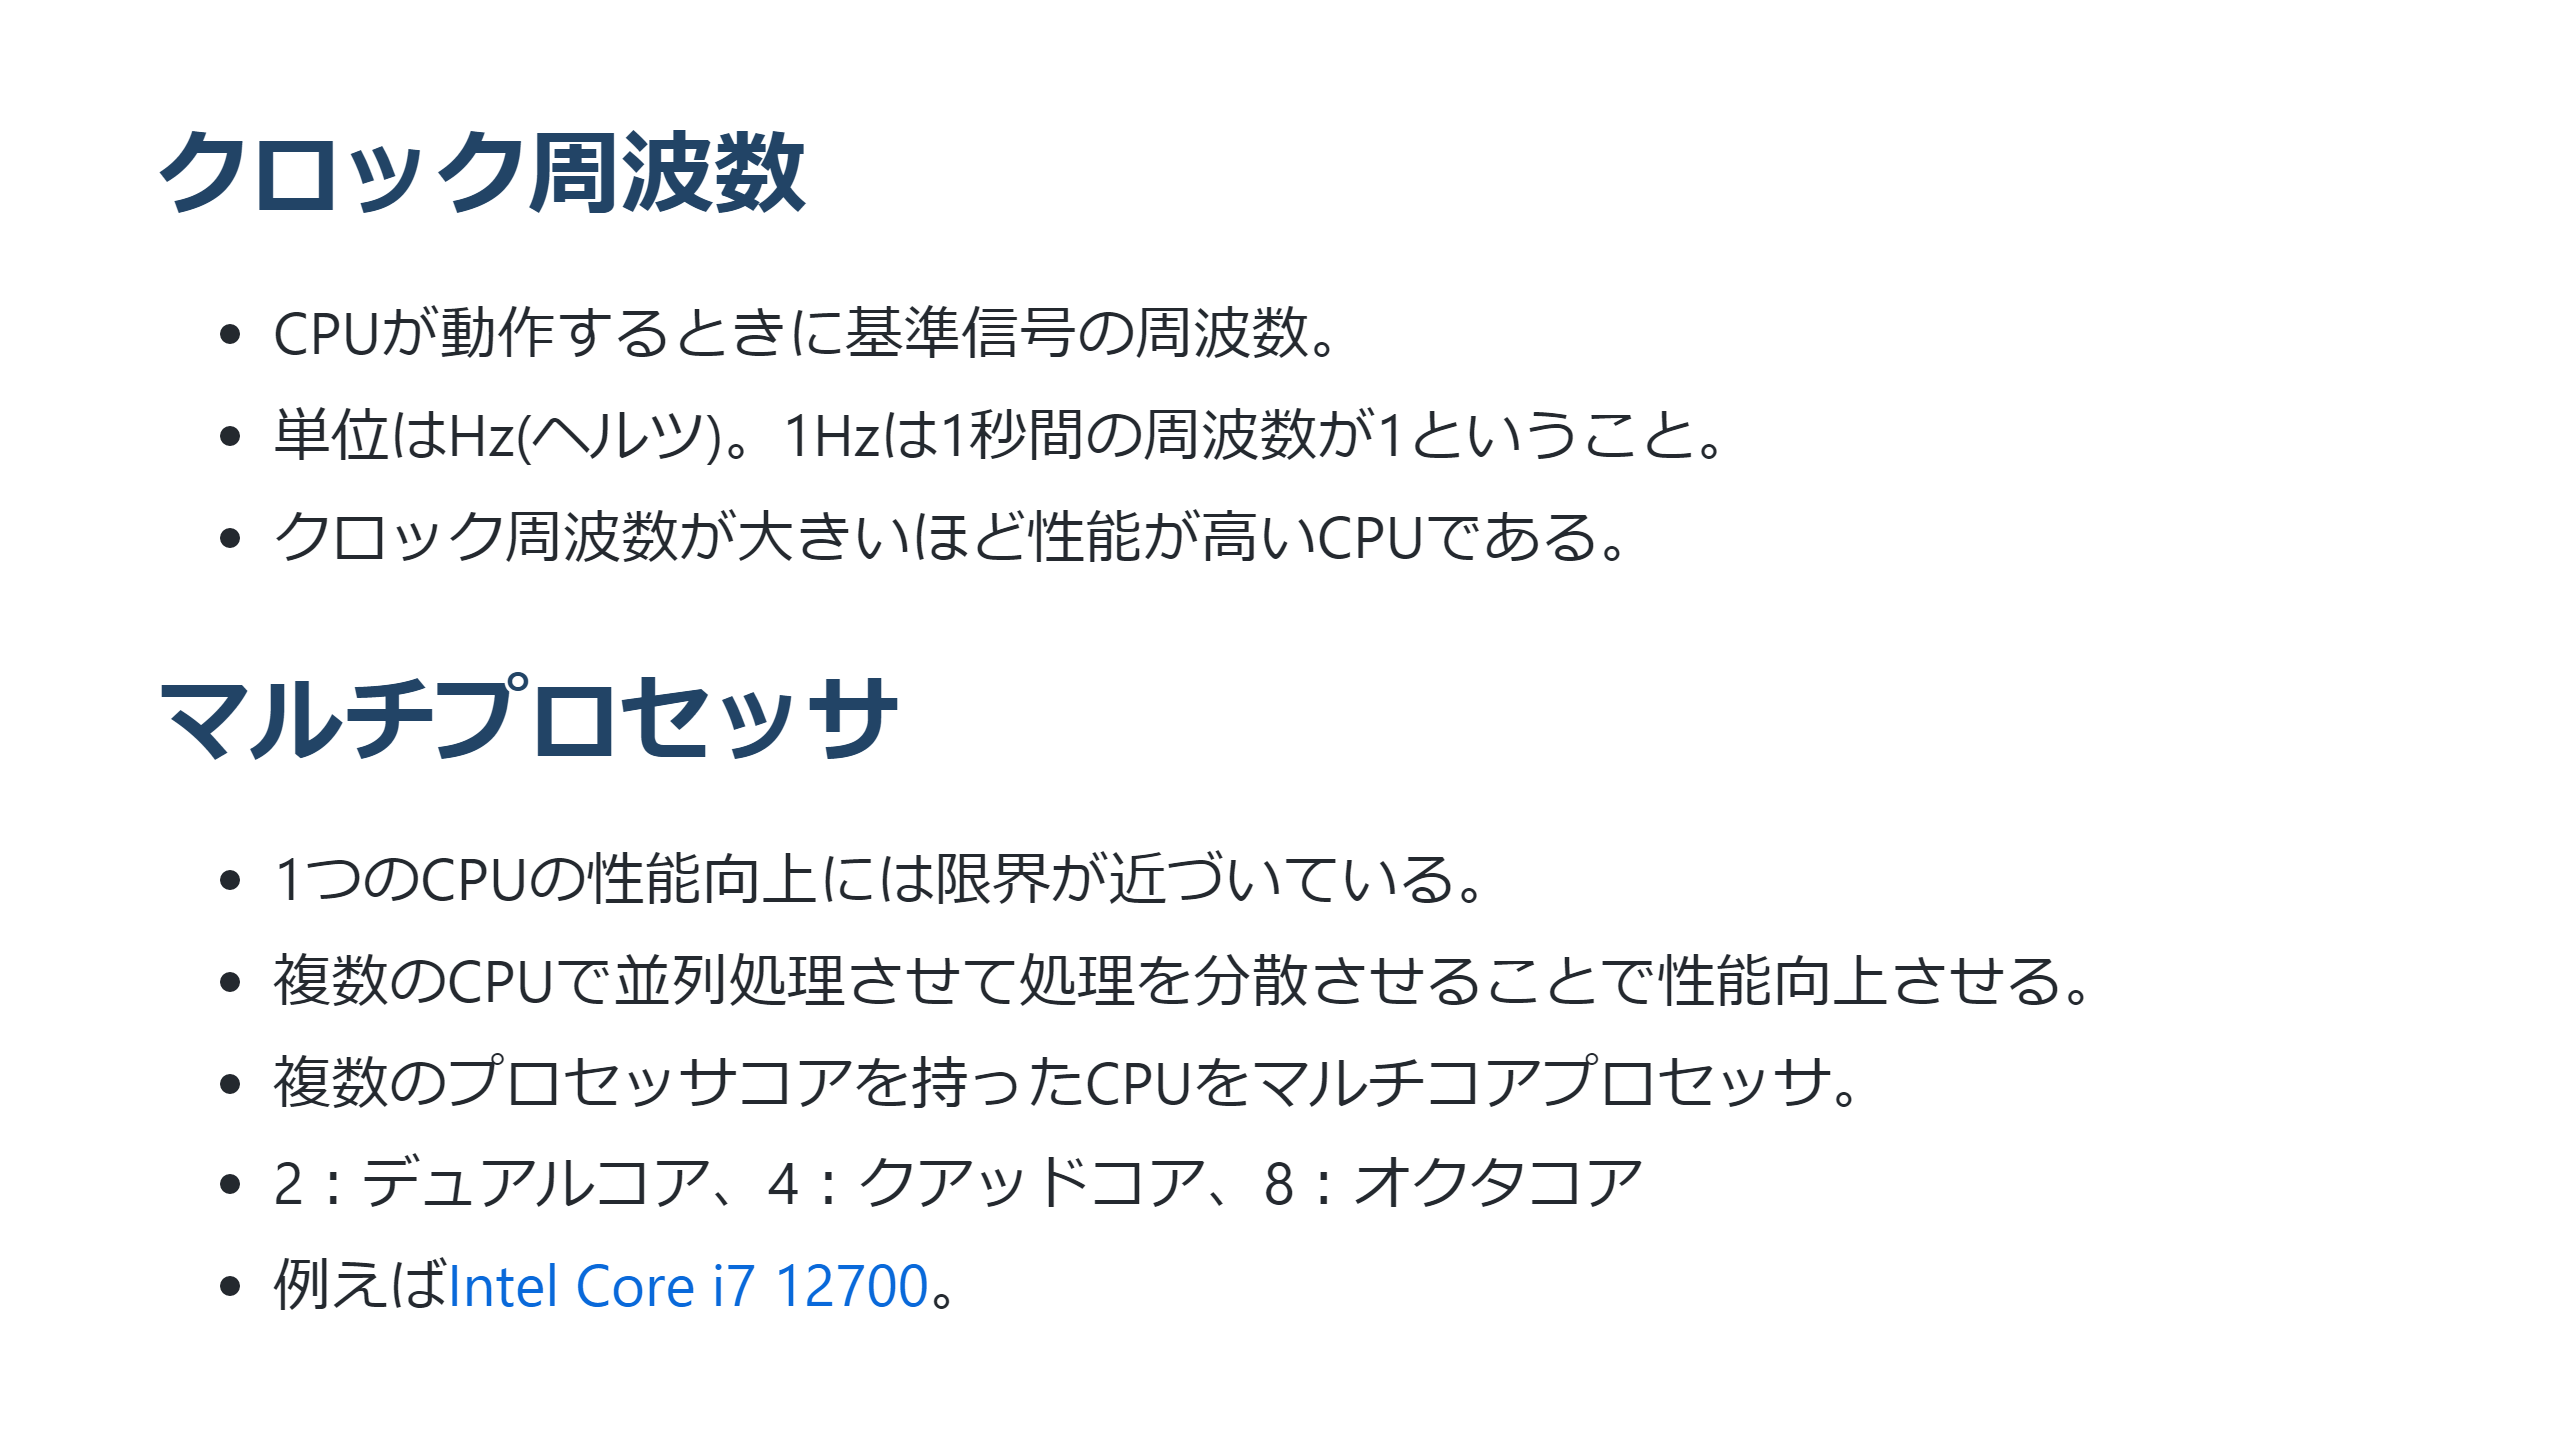 クロック周波数
CPUが動作するときに基準信号の周波数。
単位はHz(ヘルツ)。1Hzは1秒間の周波数が1ということ。
クロック周波数が大きいほど性能が高いCPUである。
マルチプロセッサ
1つのCPUの性能向上には限界が近づいている。
複数のCPUで並列処理させて処理を分散させることで性能向上させる。
複数のプロセッサコアを持ったCPUをマルチコアプロセッサ。
2：デュアルコア、4：クアッドコア、8：オクタコア
例えばIntel Core i7 12700。